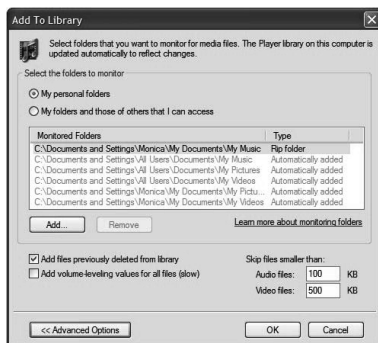 Add To Library
Select folders that you want to monitor for media files. The Player library on this computer is
updated automatically to reflect changes.
Select the folders to monitor
My personal folders
My folders and those of others that I can access
Monitored Folders Type
C:\Documents and Settings\Monica\My Documents\My Music Rip folder
C:\Documents and Settings\All Users\Documents\My Music Automatically added
C:\Documents and Settings\All Users\Documents\My Pictures Automatically added
C:\Documents and Settings\All Users\Documents\My Videos Automatically added
C:\Documents and Settings\Monica\My Documents\My Pictu... Automatically added
C:\Documents and Settings\Monica\My Documents\My Videos Automatically added
Add... Remove Learn more about monitoring folders
Add files previously deleted from library Skip files smaller than:
Add volume-leveling values for all files (slow) Audio files: 100 KB
Video files: 500 KB
<< Advanced Options OK Cancel